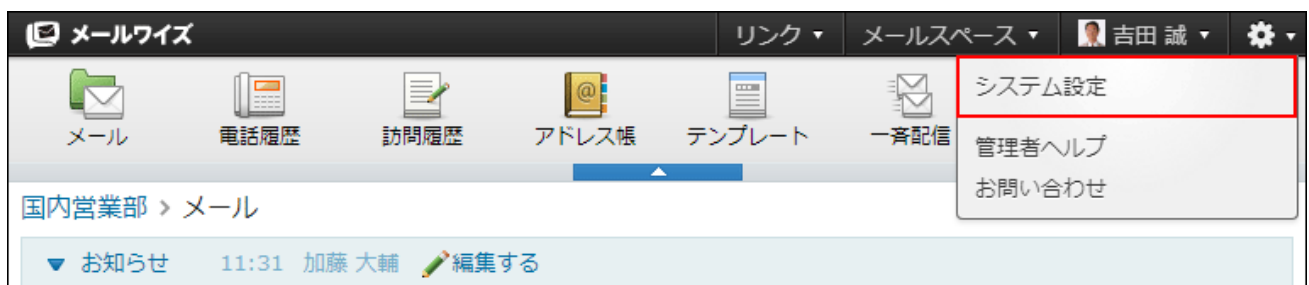 メールワイズ リンク ▼ メールスペース ▼ 吉田 誠 ▼
メール 電話履歴 訪問履歴 アドレス帳 テンプレート 一斉配信
システム設定
管理者ヘルプ
お問い合わせ
国内営業部 > メール
▼ お知らせ 11:31 加藤 大輔 編集する